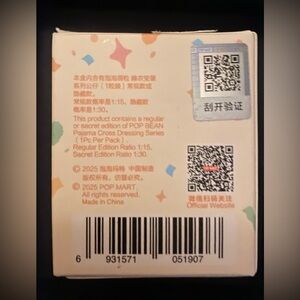 本盒内含有泡泡萌粒 睡衣变装
系列公仔（1粒装）常规款或
隐藏款。
常规款概率是1:15，隐藏款
概率是1:30。
This product contains a regular
or secret edition of POP BEAN
Pajama Cross Dressing Series
（1Pc Per Pack）.
Regular Edition Ratio 1:15,
Secret Edition Ratio 1:30.
刮开验证
© 2025 泡泡玛特 中国制造
版权所有，仿冒必究。
© 2025 POP MART.
All rights reserved.
Made in China
微信扫码关注
Official Website
6 931571 051907